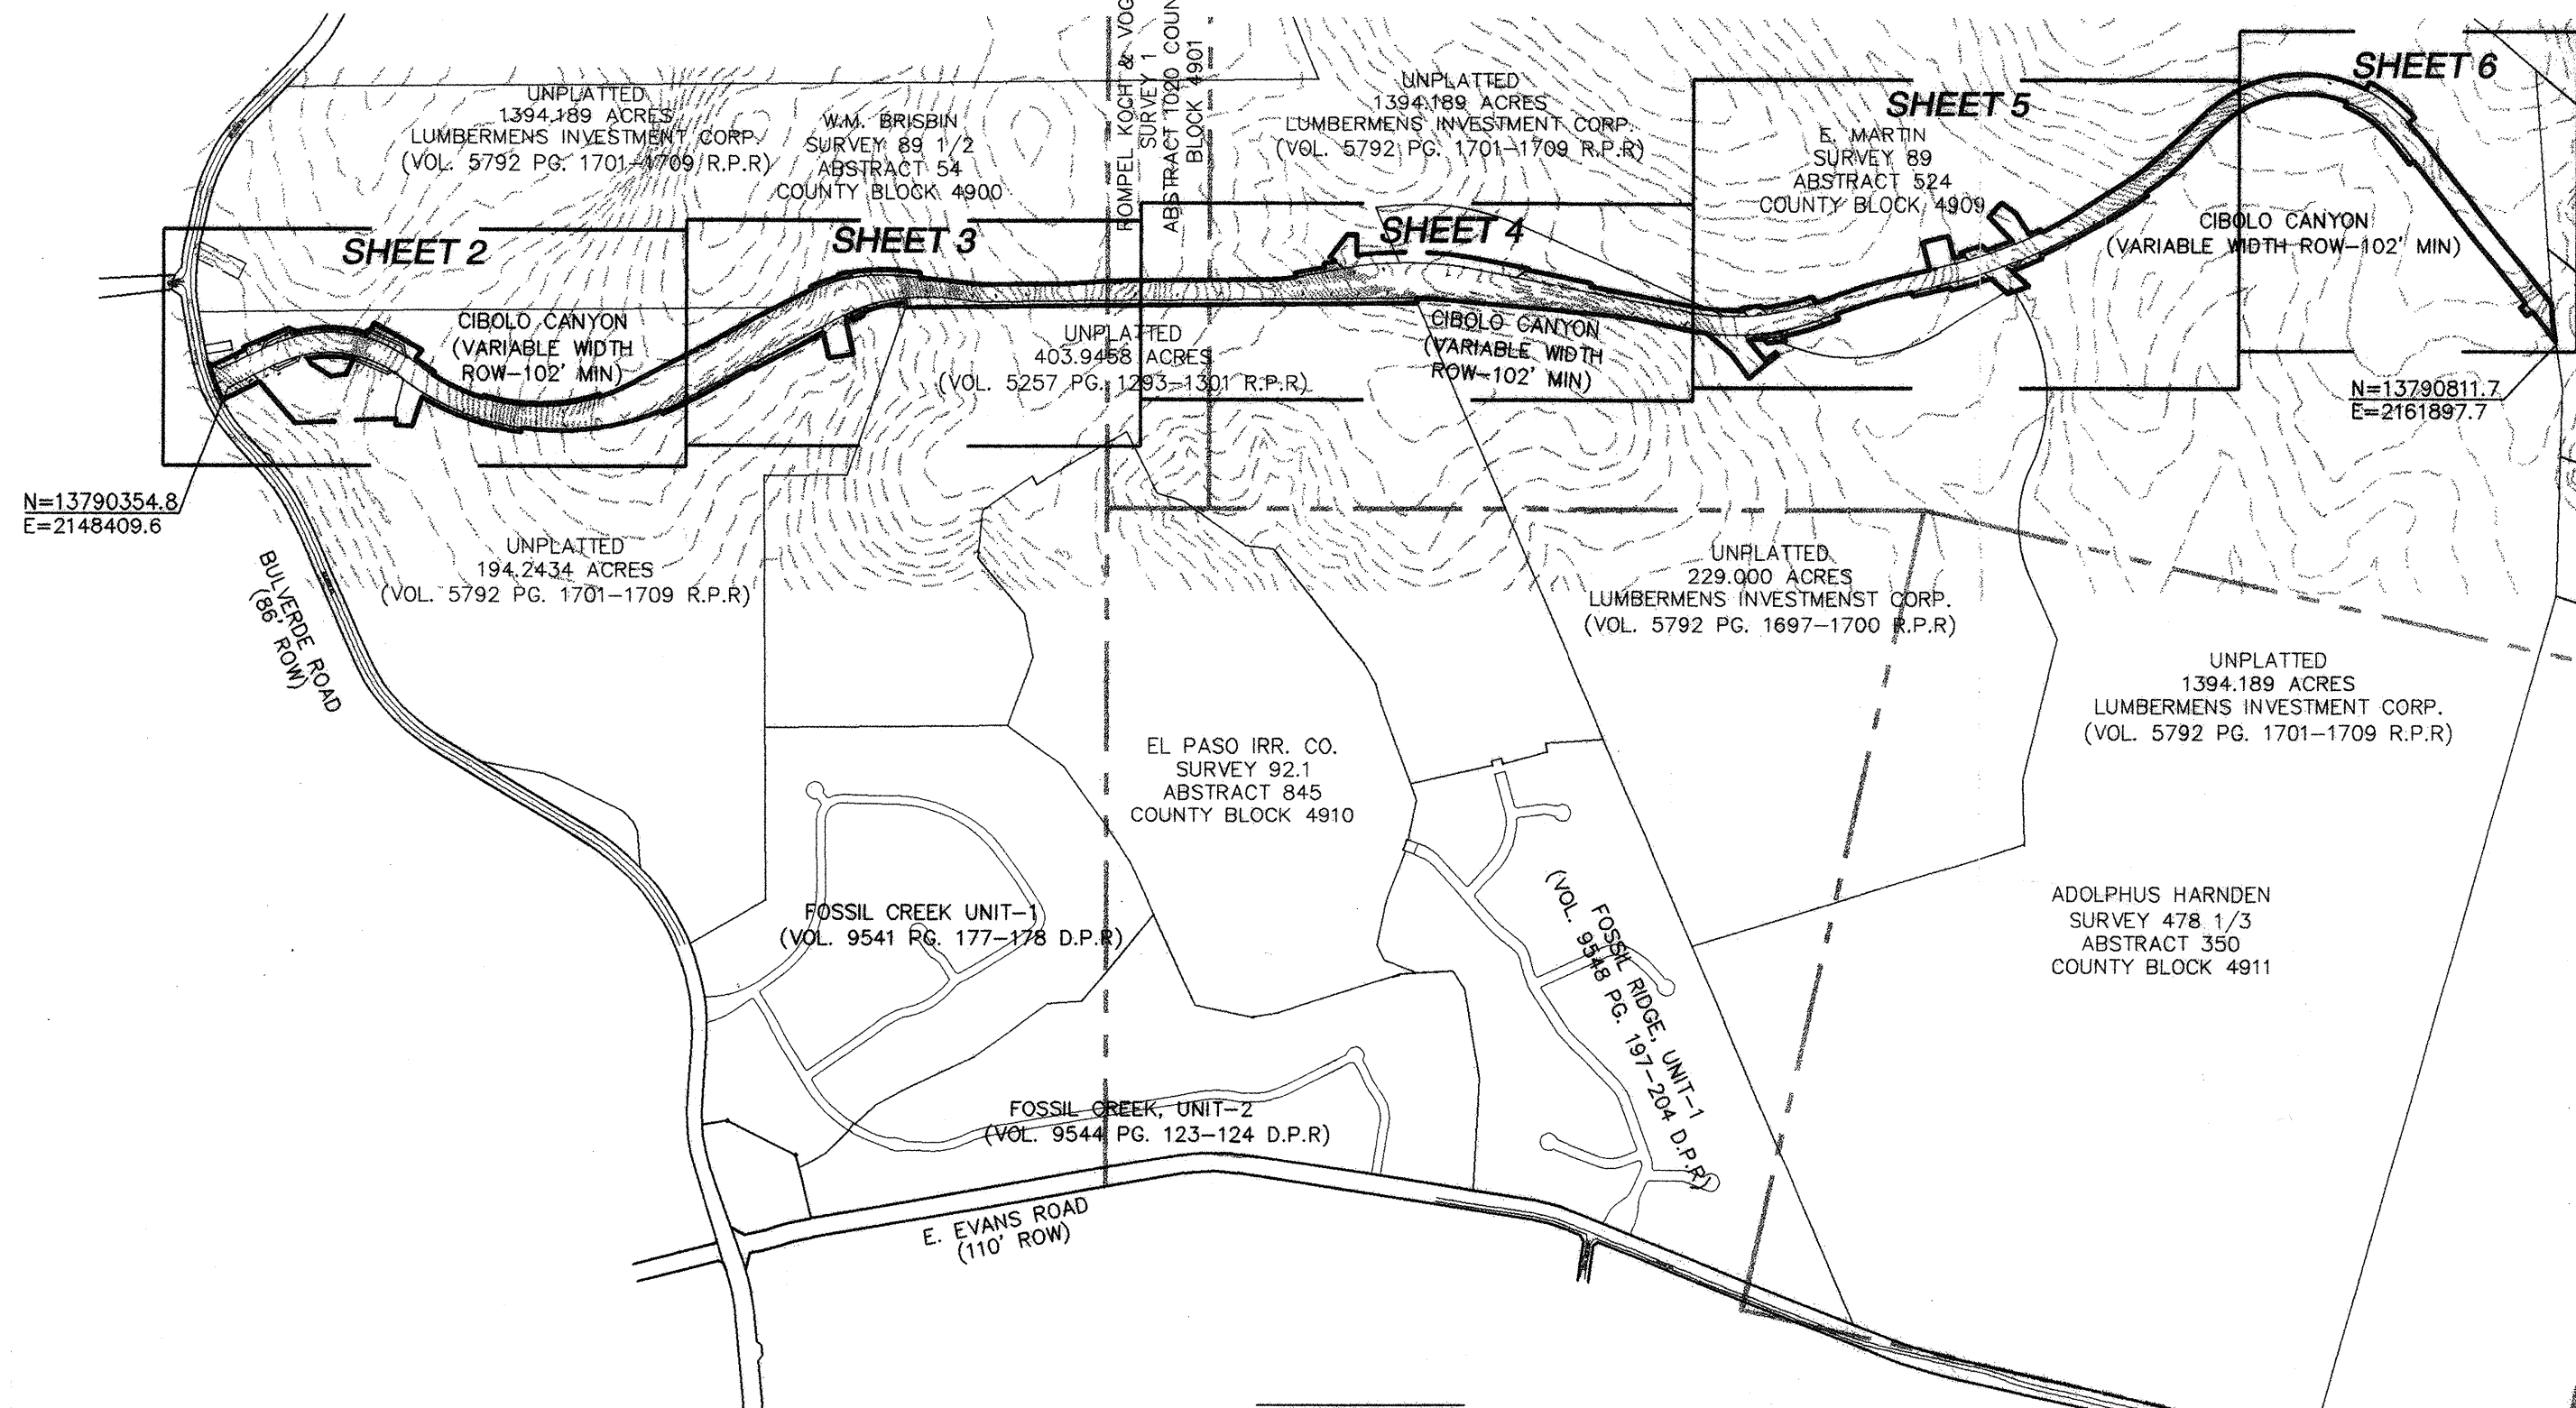 UNPLATTED
1394.189 ACRES
LUMBERMENS INVESTMENT CORP.
(VOL. 5792 PG. 1701-1709 R.P.R)
W.M. BRISBIN
SURVEY 89 1/2
ABSTRACT 54
COUNTY BLOCK 4900
ROMPEL KOCHT & VOG
SURVEY 1
ABSTRACT 1020 COUN
BLOCK 4901
UNPLATTED
1394.189 ACRES
LUMBERMENS INVESTMENT CORP.
(VOL. 5792 PG. 1701-1709 R.P.R)
SHEET 5
E. MARTIN
SURVEY 89
ABSTRACT 524
COUNTY BLOCK 4909
SHEET 6
CIBOLO CANYON
(VARIABLE WIDTH ROW-102' MIN)
SHEET 2
SHEET 3
SHEET 4
CIBOLO CANYON
(VARIABLE WIDTH
ROW-102' MIN)
UNPLATTED
403.9458 ACRES
(VOL. 5257 PG. 1293-1301 R.P.R)
CIBOLO CANYON
(VARIABLE WIDTH
ROW-102' MIN)
N=13790811.7
E=2161897.7
N=13790354.8
E=2148409.6
BULVERDE ROAD
(86' ROW)
UNPLATTED
194.2434 ACRES
(VOL. 5792 PG. 1701-1709 R.P.R)
UNPLATTED
229.000 ACRES
LUMBERMENS INVESTMENST CORP.
(VOL. 5792 PG. 1697-1700 R.P.R)
UNPLATTED
1394.189 ACRES
LUMBERMENS INVESTMENT CORP.
(VOL. 5792 PG. 1701-1709 R.P.R)
EL PASO IRR. CO.
SURVEY 92.1
ABSTRACT 845
COUNTY BLOCK 4910
FOSSIL CREEK UNIT-1
(VOL. 9541 PG. 177-178 D.P.R)
FOSSIL RIDGE, UNIT-1
(VOL. 9548 PG. 197-204 D.P.R)
ADOLPHUS HARNDEN
SURVEY 478 1/3
ABSTRACT 350
COUNTY BLOCK 4911
FOSSIL CREEK, UNIT-2
(VOL. 9544 PG. 123-124 D.P.R)
E. EVANS ROAD
(110' ROW)